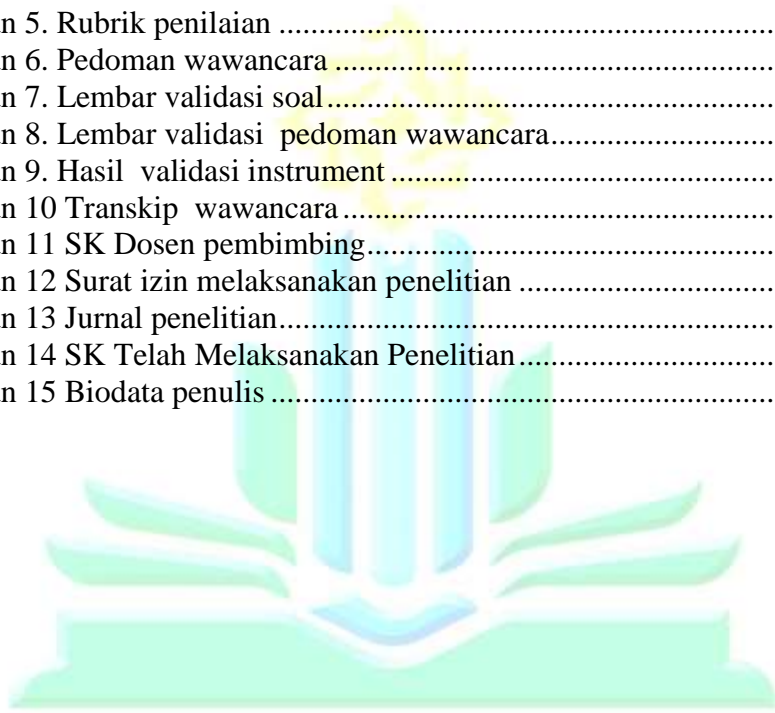 n 5. Rubrik penilaian ..........................................................................
n 6. Pedoman wawancara ..................................................................
n 7. Lembar validasi soal ...................................................................
n 8. Lembar validasi  pedoman wawancara..................................
n 9. Hasil  validasi instrument .........................................................
n 10 Transkip  wawancara ................................................................
n 11 SK Dosen pembimbing.............................................................
n 12 Surat izin melaksanakan penelitian ......................................
n 13 Jurnal penelitian..........................................................................
n 14 SK Telah Melaksanakan Penelitian ......................................
n 15 Biodata penulis ...........................................................................